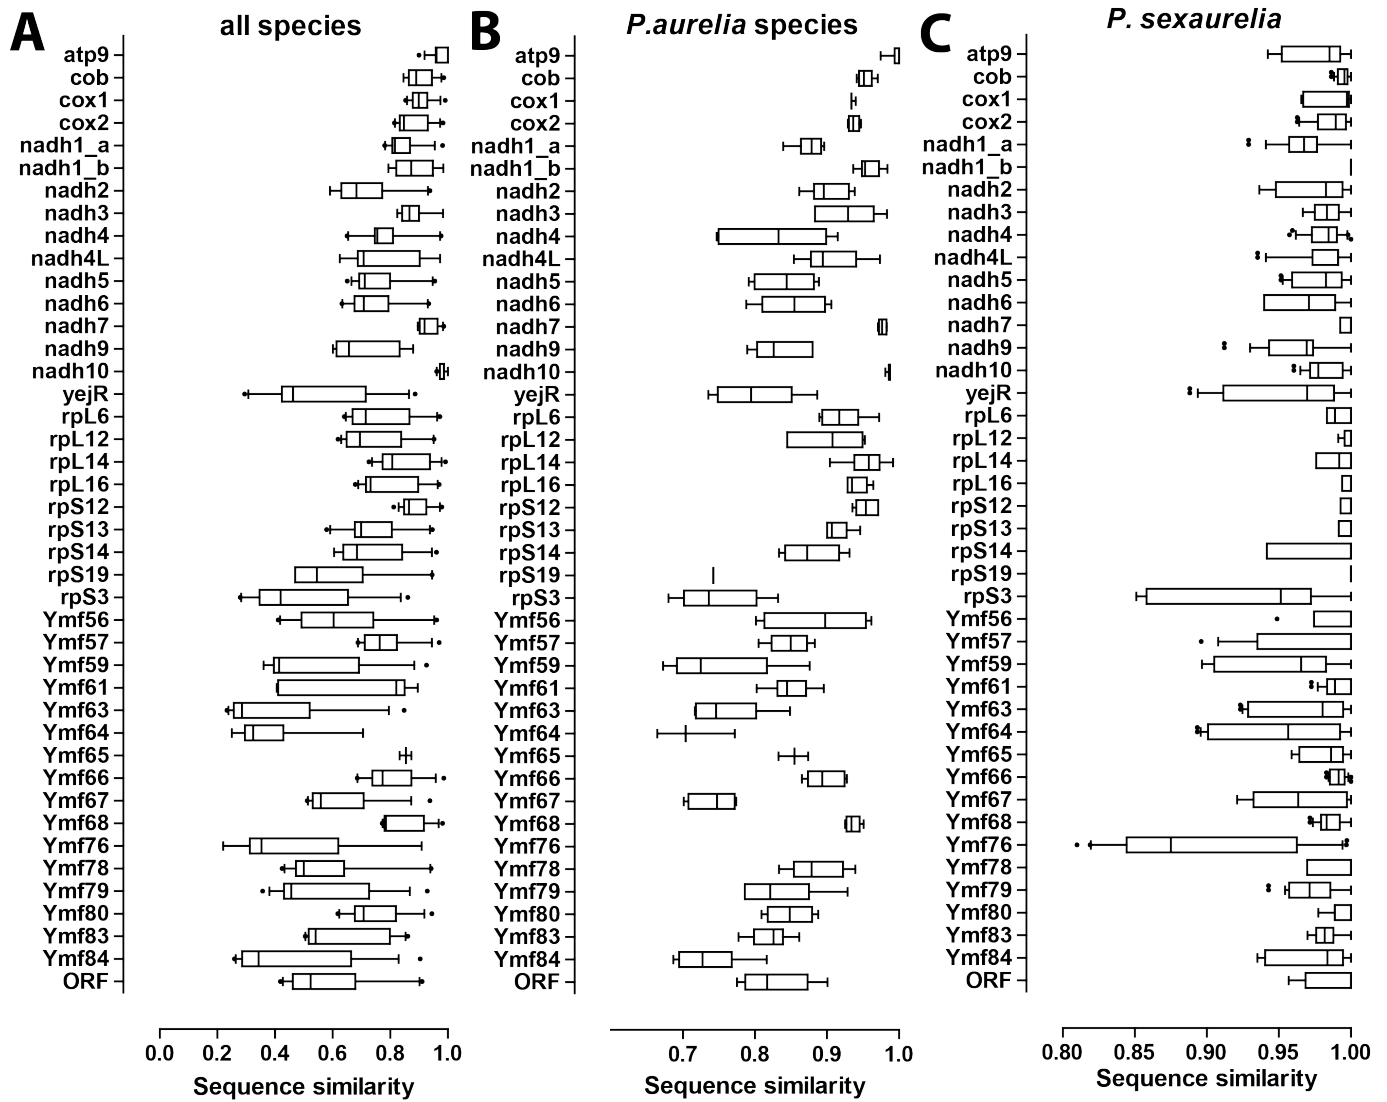 A
all species
atp9
cob
cox1
cox2
nadh1_a
nadh1_b
nadh2
nadh3
nadh4
nadh4L
nadh5
nadh6
nadh7
nadh9
nadh10
yejR
rpL6
rpL12
rpL14
rpL16
rpS12
rpS13
rpS14
rpS19
rpS3
Ymf56
Ymf57
Ymf59
Ymf61
Ymf63
Ymf64
Ymf65
Ymf66
Ymf67
Ymf68
Ymf76
Ymf78
Ymf79
Ymf80
Ymf83
Ymf84
ORF
0.0 0.2 0.4 0.6 0.8 1.0
Sequence similarity
B
P.aurelia species
atp9
cob
cox1
cox2
nadh1_a
nadh1_b
nadh2
nadh3
nadh4
nadh4L
nadh5
nadh6
nadh7
nadh9
nadh10
yejR
rpL6
rpL12
rpL14
rpL16
rpS12
rpS13
rpS14
rpS19
rpS3
Ymf56
Ymf57
Ymf59
Ymf61
Ymf63
Ymf64
Ymf65
Ymf66
Ymf67
Ymf68
Ymf76
Ymf78
Ymf79
Ymf80
Ymf83
Ymf84
ORF
0.7 0.8 0.9 1.0
Sequence similarity
C
P. sexaurelia
atp9
cob
cox1
cox2
nadh1_a
nadh1_b
nadh2
nadh3
nadh4
nadh4L
nadh5
nadh6
nadh7
nadh9
nadh10
yejR
rpL6
rpL12
rpL14
rpL16
rpS12
rpS13
rpS14
rpS19
rpS3
Ymf56
Ymf57
Ymf59
Ymf61
Ymf63
Ymf64
Ymf65
Ymf66
Ymf67
Ymf68
Ymf76
Ymf78
Ymf79
Ymf80
Ymf83
Ymf84
ORF
0.80 0.85 0.90 0.95 1.00
Sequence similarity